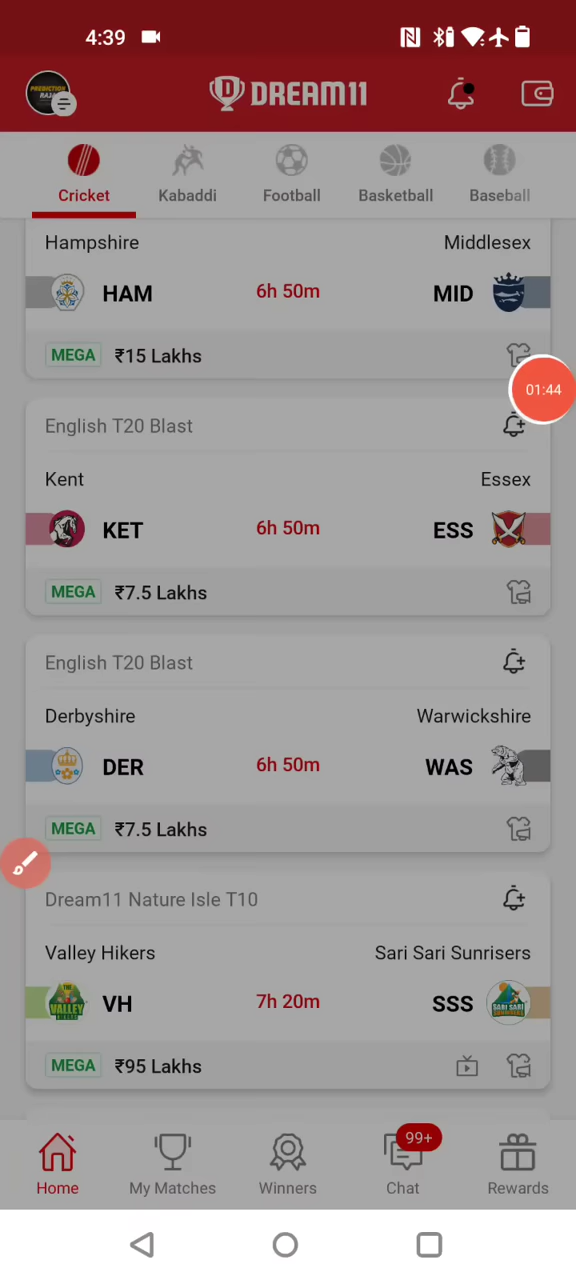 4:39
PREDICTION
DREAM11
Cricket Kabaddi Football Basketball Baseball
Hampshire Middlesex
HAM 6h 50m MID
MEGA ₹15 Lakhs
01:44
English T20 Blast
Kent Essex
KET 6h 50m ESS
MEGA ₹7.5 Lakhs
English T20 Blast
Derbyshire Warwickshire
DER 6h 50m WAS
MEGA ₹7.5 Lakhs
Dream11 Nature Isle T10
Valley Hikers Sari Sari Sunrisers
VH 7h 20m SSS
MEGA ₹95 Lakhs
99+
Home My Matches Winners Chat Rewards